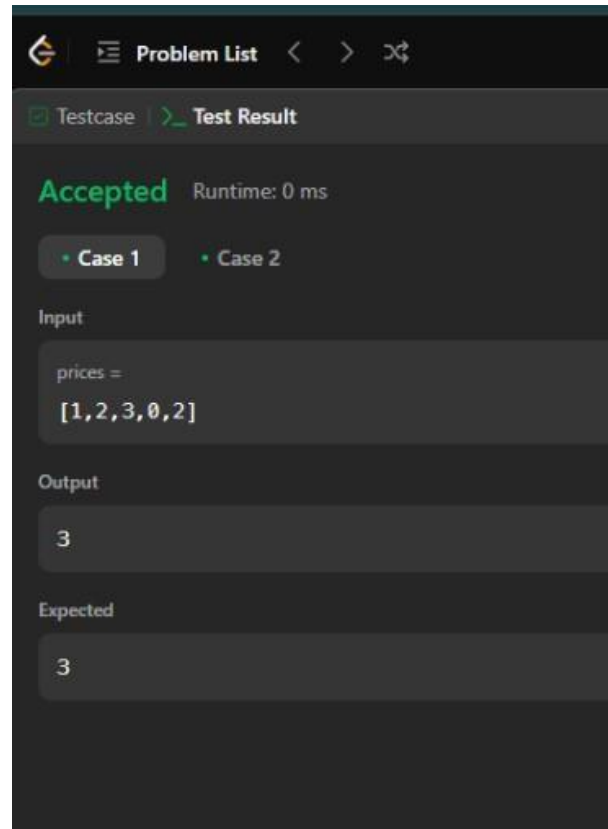 Problem List
Testcase Test Result
Accepted Runtime: 0 ms
Case 1 Case 2
Input
prices =
[1,2,3,0,2]
Output
3
Expected
3